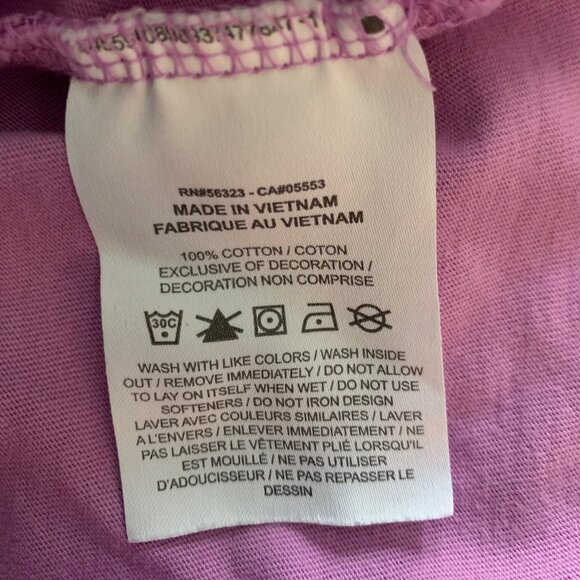 RN#56323 - CA#05553
MADE IN VIETNAM
FABRIQUE AU VIETNAM
100% COTTON / COTON
EXCLUSIVE OF DECORATION /
DECORATION NON COMPRISE
30C
WASH WITH LIKE COLORS / WASH INSIDE
OUT / REMOVE IMMEDIATELY / DO NOT ALLOW
TO LAY ON ITSELF WHEN WET / DO NOT USE
SOFTENERS / DO NOT IRON DESIGN
LAVER AVEC COULEURS SIMILAIRES / LAVER
A L'ENVERS / ENLEVER IMMÉDIATEMENT / NE
PAS LAISSER LE VÊTEMENT PLIÉ LORSQU'IL
EST MOUILLÉ / NE PAS UTILISER
D'ADOUCISSEUR / NE PAS REPASSER LE
DESSIN